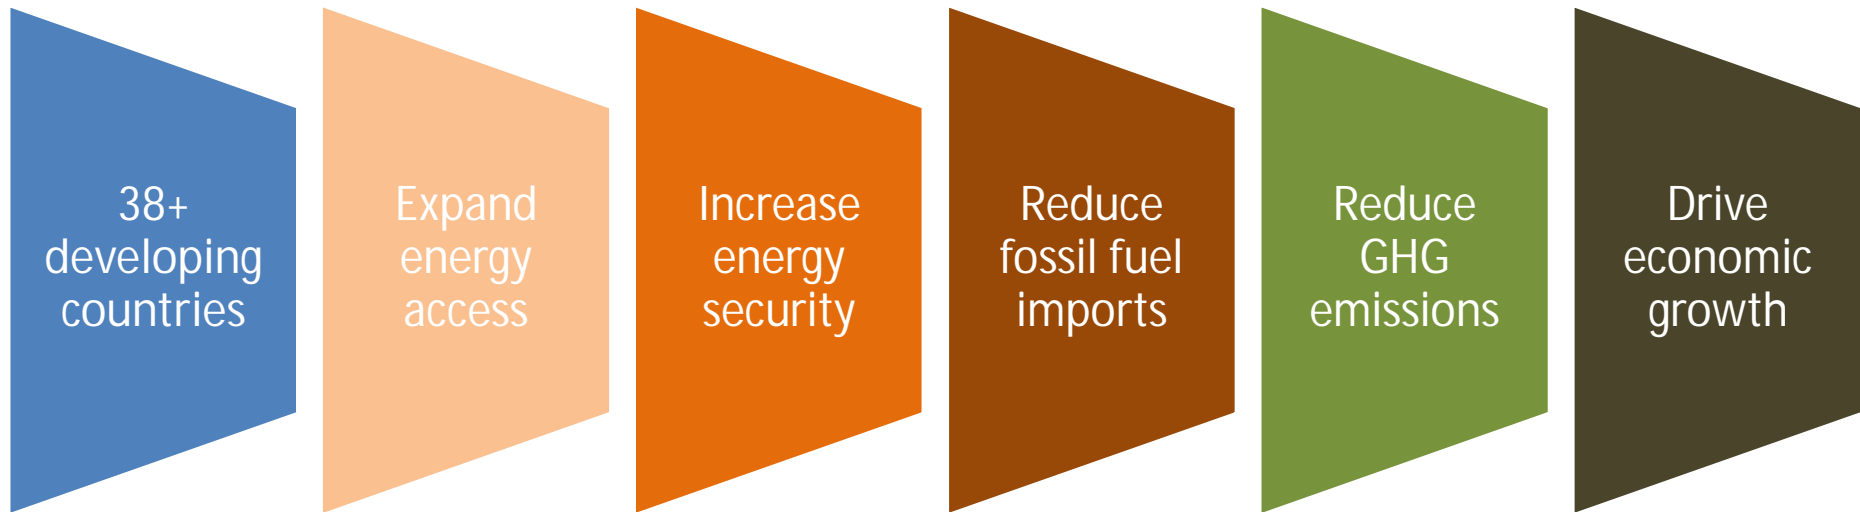 38+
developing
countries
Expand
energy
access
Increase
energy
security
Reduce
fossil fuel
imports
Reduce
GHG
emissions
Drive
economic
growth